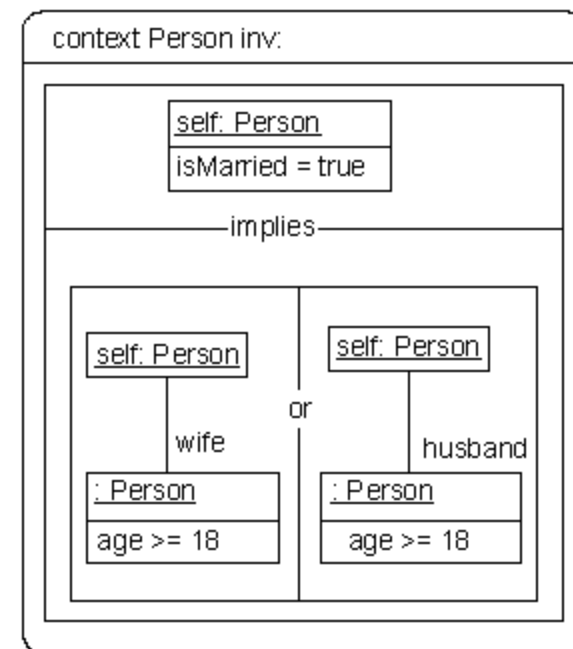 context Person inv:
self: Person
isMarried = true
implies
self: Person
wife
: Person
age >= 18
or
self: Person
husband
: Person
age >= 18